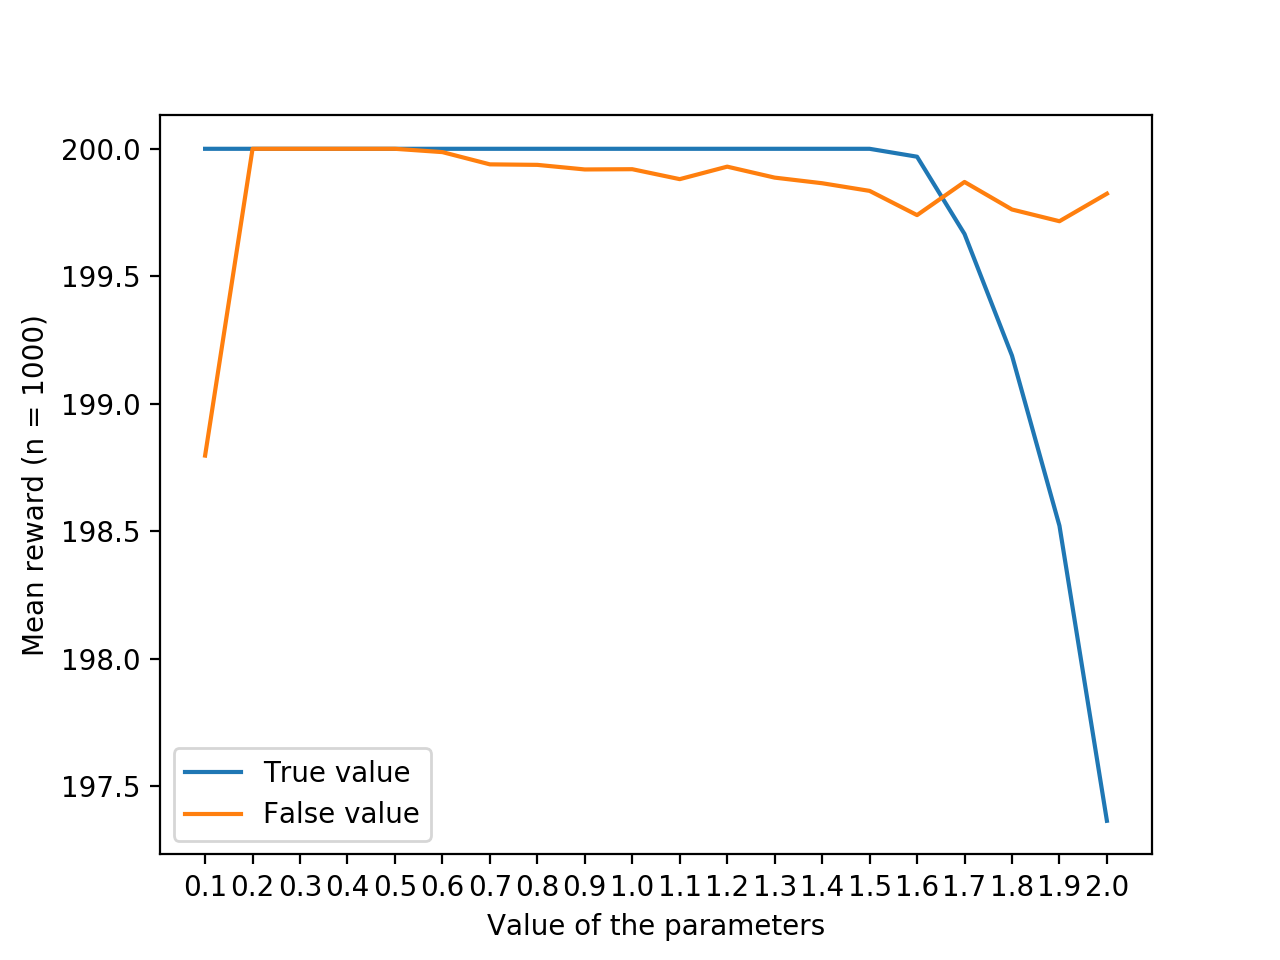 200.0
199.5
199.0
198.5
198.0
197.5
Mean reward (n = 1000)
True value
False value
0.1 0.2 0.3 0.4 0.5 0.6 0.7 0.8 0.9 1.0 1.1 1.2 1.3 1.4 1.5 1.6 1.7 1.8 1.9 2.0
Value of the parameters